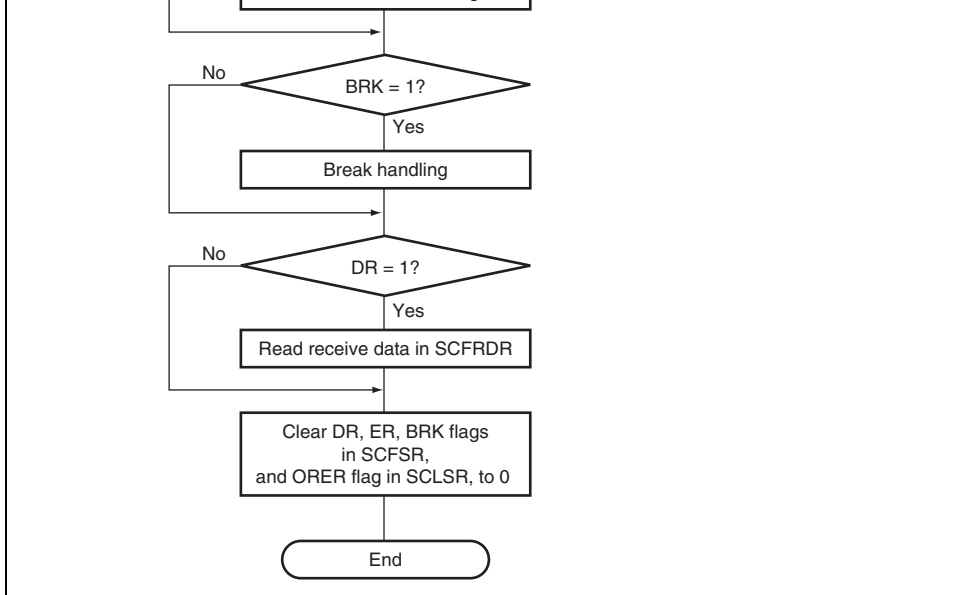 No
BRK = 1?
Yes
Break handling
No
DR = 1?
Yes
Read receive data in SCFRDR
Clear DR, ER, BRK flags
in SCFSR,
and ORER flag in SCLSR, to 0
End